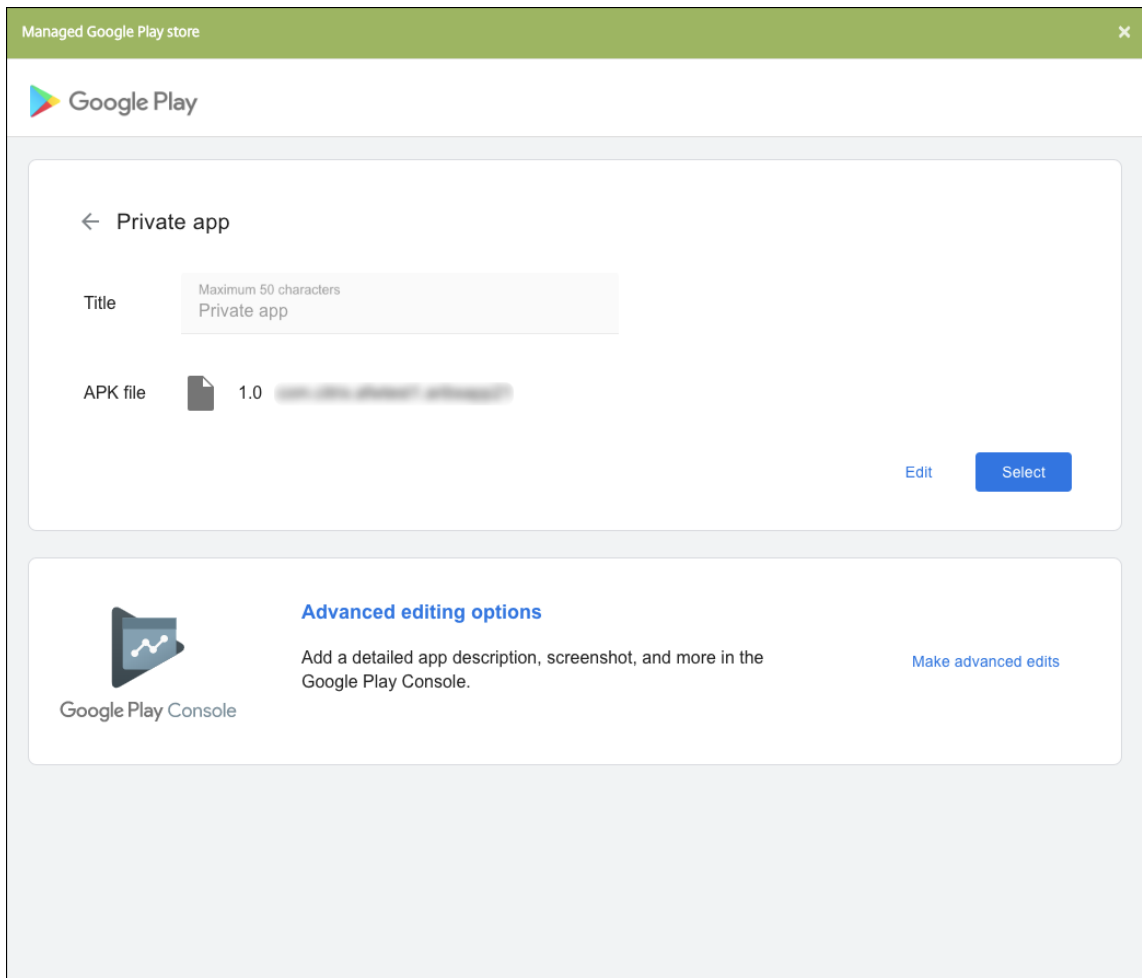 Managed Google Play store
Google Play
Private app
Title
Maximum 50 characters
Private app
APK file 1.0
Edit Select
Advanced editing options
Add a detailed app description, screenshot, and more in the
Google Play Console.
Make advanced edits
Google Play Console